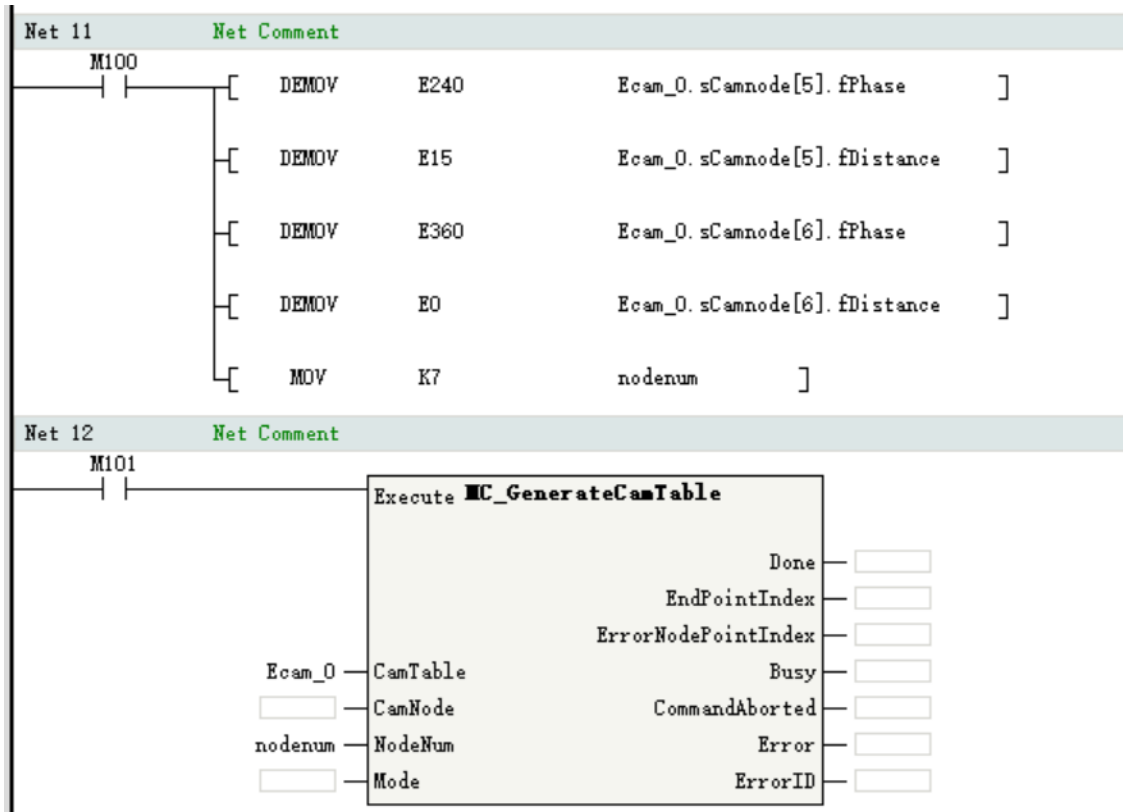 Net 11 Net Comment
M100
DEMOV E240 Ecam_0.sCamnode[5].fPhase
DEMOV E15 Ecam_0.sCamnode[5].fDistance
DEMOV E360 Ecam_0.sCamnode[6].fPhase
DEMOV E0 Ecam_0.sCamnode[6].fDistance
MOV K7 nodenum
Net 12 Net Comment
M101
Execute MC_GenerateCamTable
Done
EndPointIndex
ErrorNodePointIndex
Ecam_0 CamTable Busy
CamNode CommandAborted
nodenum NodeNum Error
Mode ErrorID